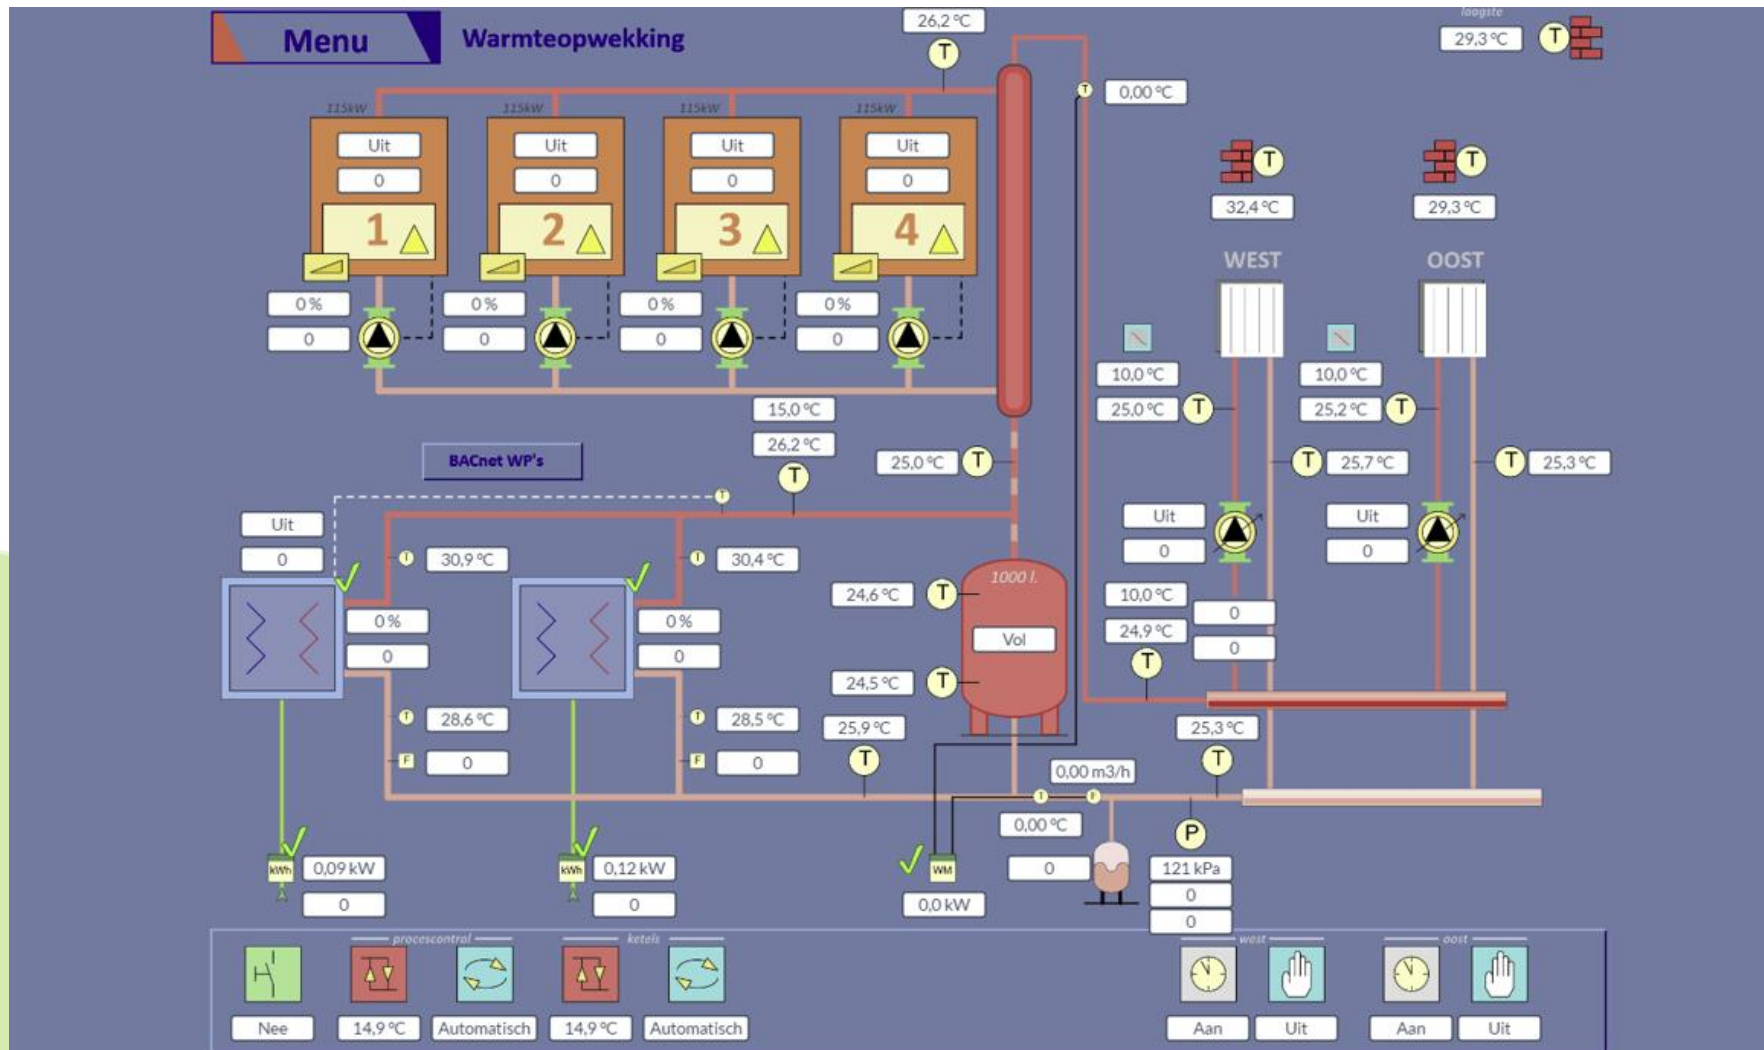 Menu
Warmteopwekking
26,2 °C
laagste
29,3 °C
T
T
0,00 °C
T
115kW
115kW
115kW
115kW
Uit
Uit
Uit
Uit
0
0
0
0
1
2
3
4
T
T
32,4 °C
29,3 °C
WEST
OOST
0 %
0 %
0 %
0 %
0
0
0
0
10,0 °C
10,0 °C
25,0 °C
T
25,2 °C
T
15,0 °C
26,2 °C
T
25,0 °C
T
T
25,7 °C
T
25,3 °C
BACnet WP's
T
Uit
0
Uit
0
Uit
0
T
30,9 °C
T
30,4 °C
1000 l.
24,6 °C
T
Vol
24,5 °C
T
10,0 °C
24,9 °C
T
0
0
0 %
0
0 %
0
T
28,6 °C
T
28,5 °C
F
0
F
0
25,9 °C
T
25,3 °C
T
0,00 m3/h
T
F
0,00 °C
P
kWh
0,09 kW
0
kWh
0,12 kW
0
WM
0,0 kW
0
121 kPa
0
0
procescontrol
ketels
west
oost
Nee
14,9 °C
Automatisch
14,9 °C
Automatisch
Aan
Uit
Aan
Uit